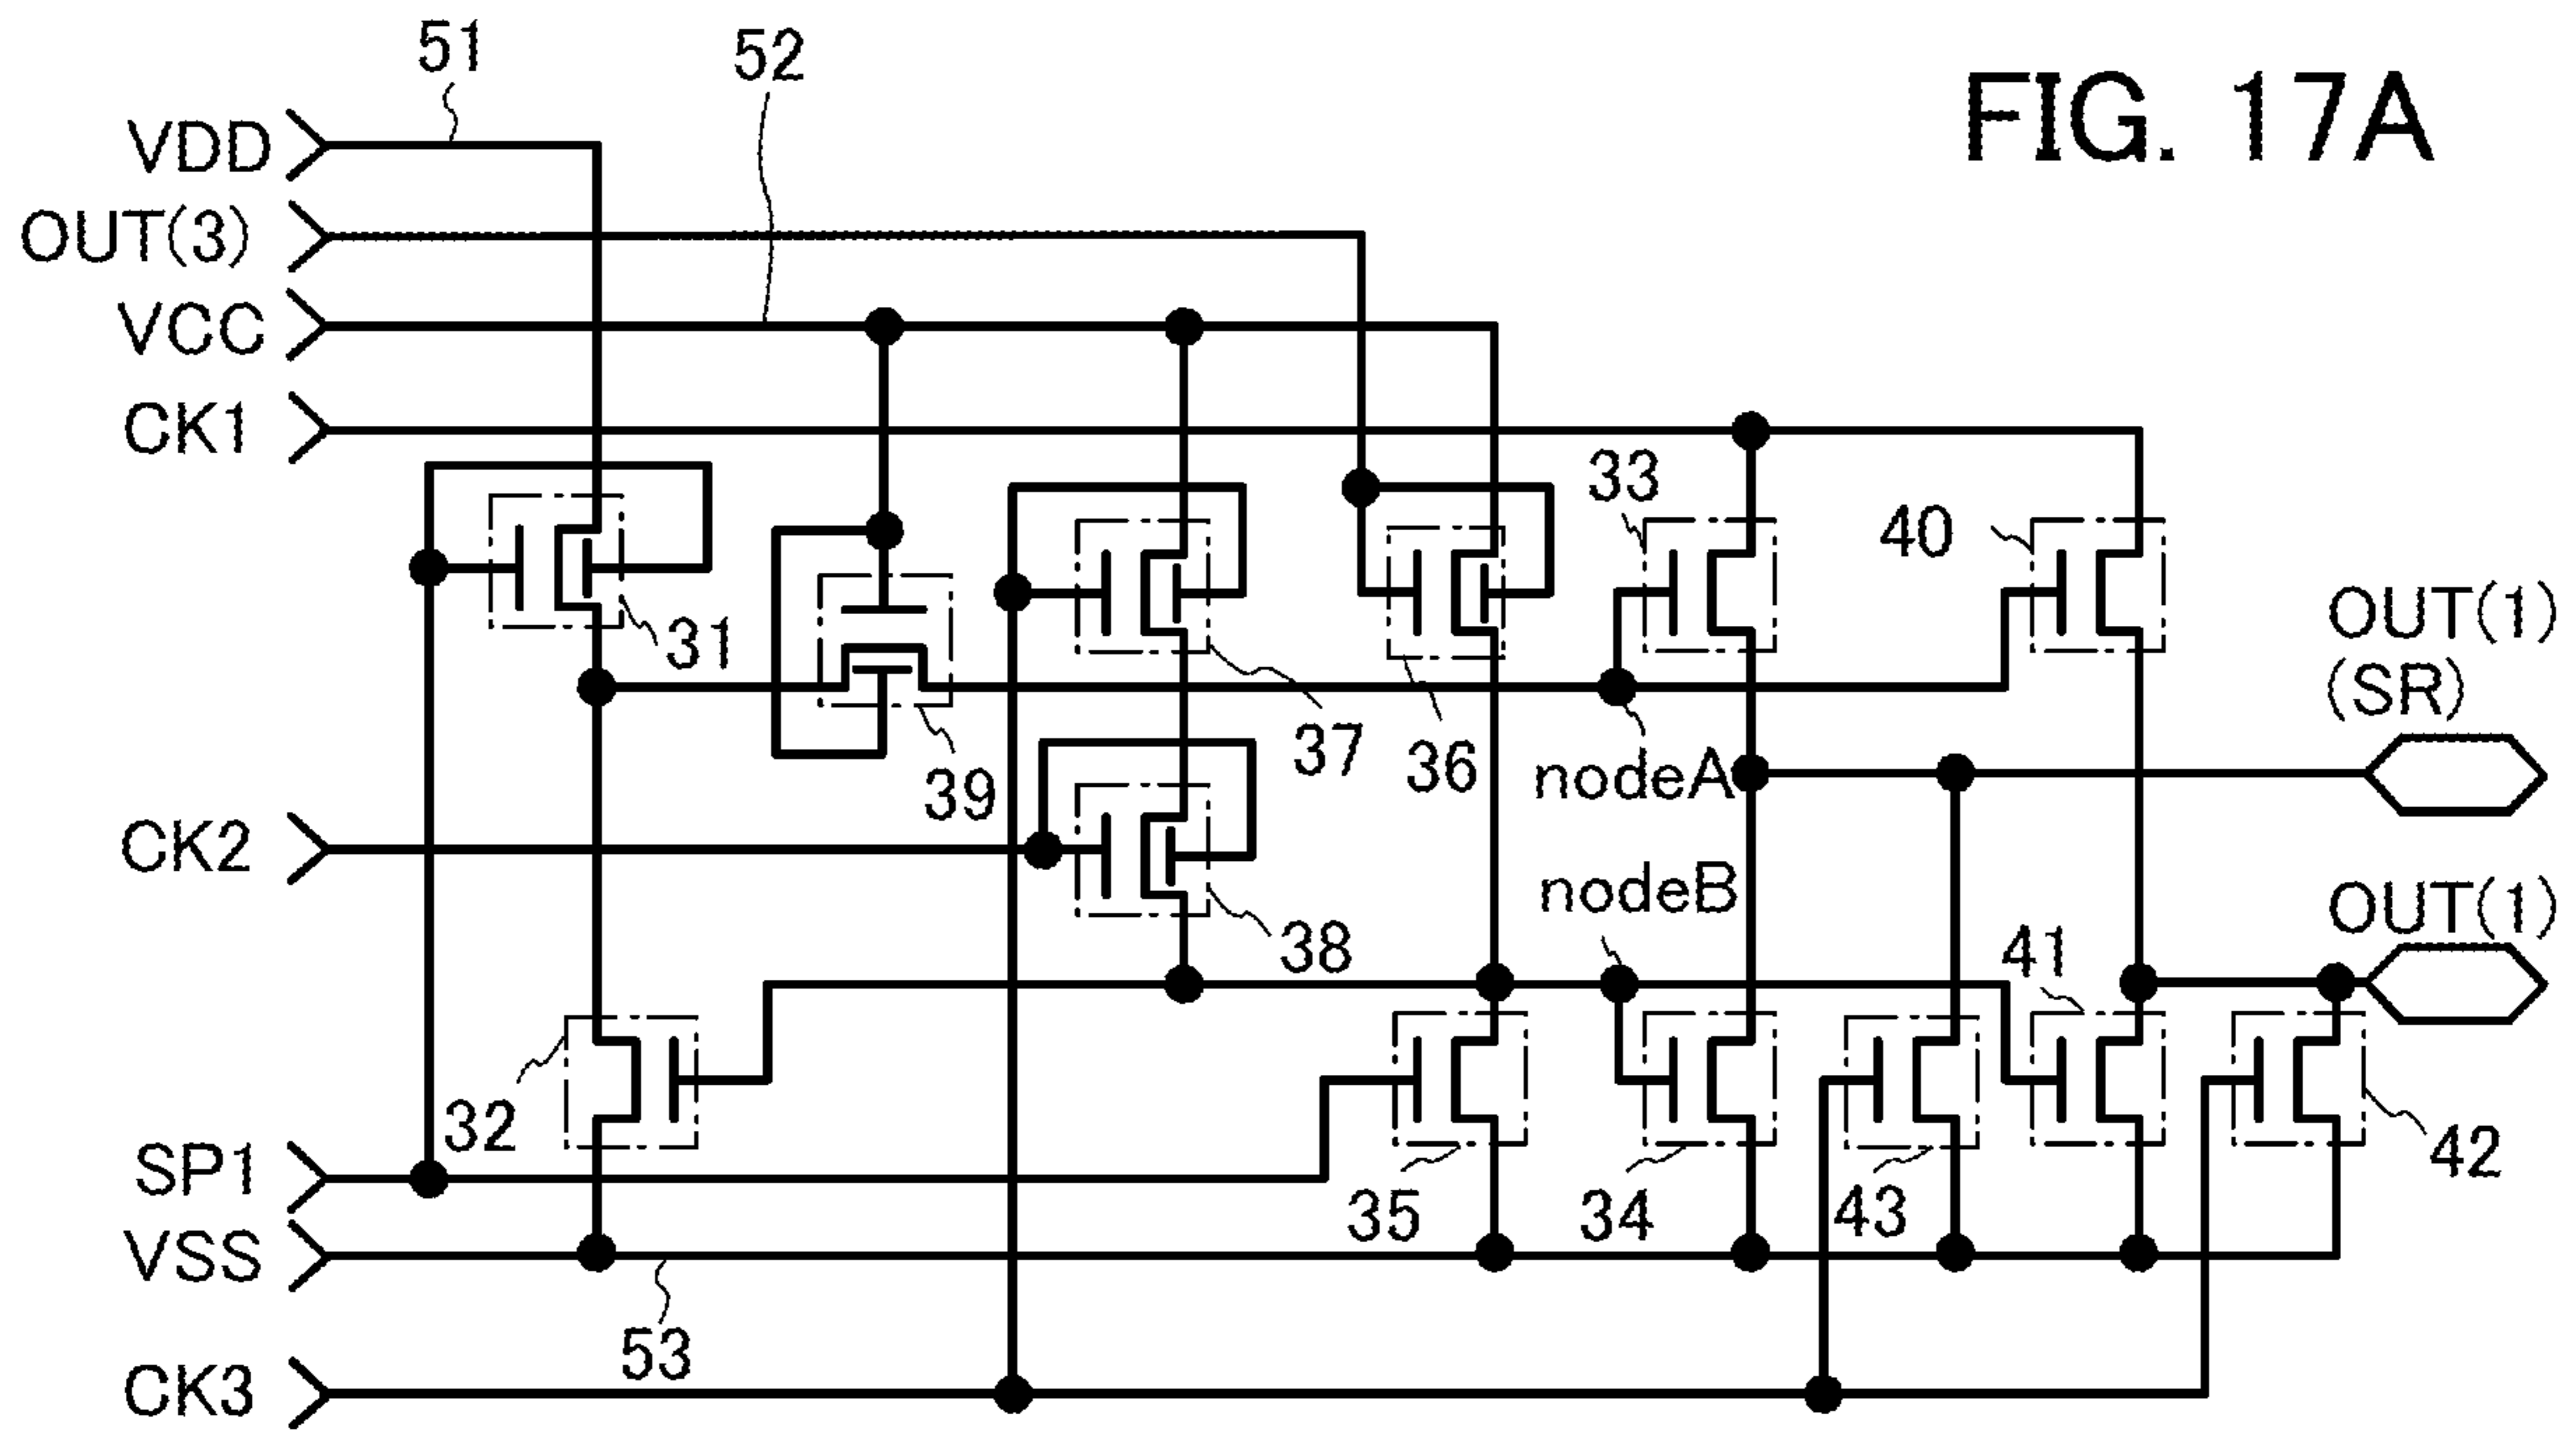 FIG. 17A
51
52
VDD
OUT(3)
VCC
CK1
33
40
31
OUT(1)
(SR)
37
36
39
nodeA
CK2
nodeB
38
41
OUT(1)
32
SP1
35
34
43
42
VSS
53
CK3